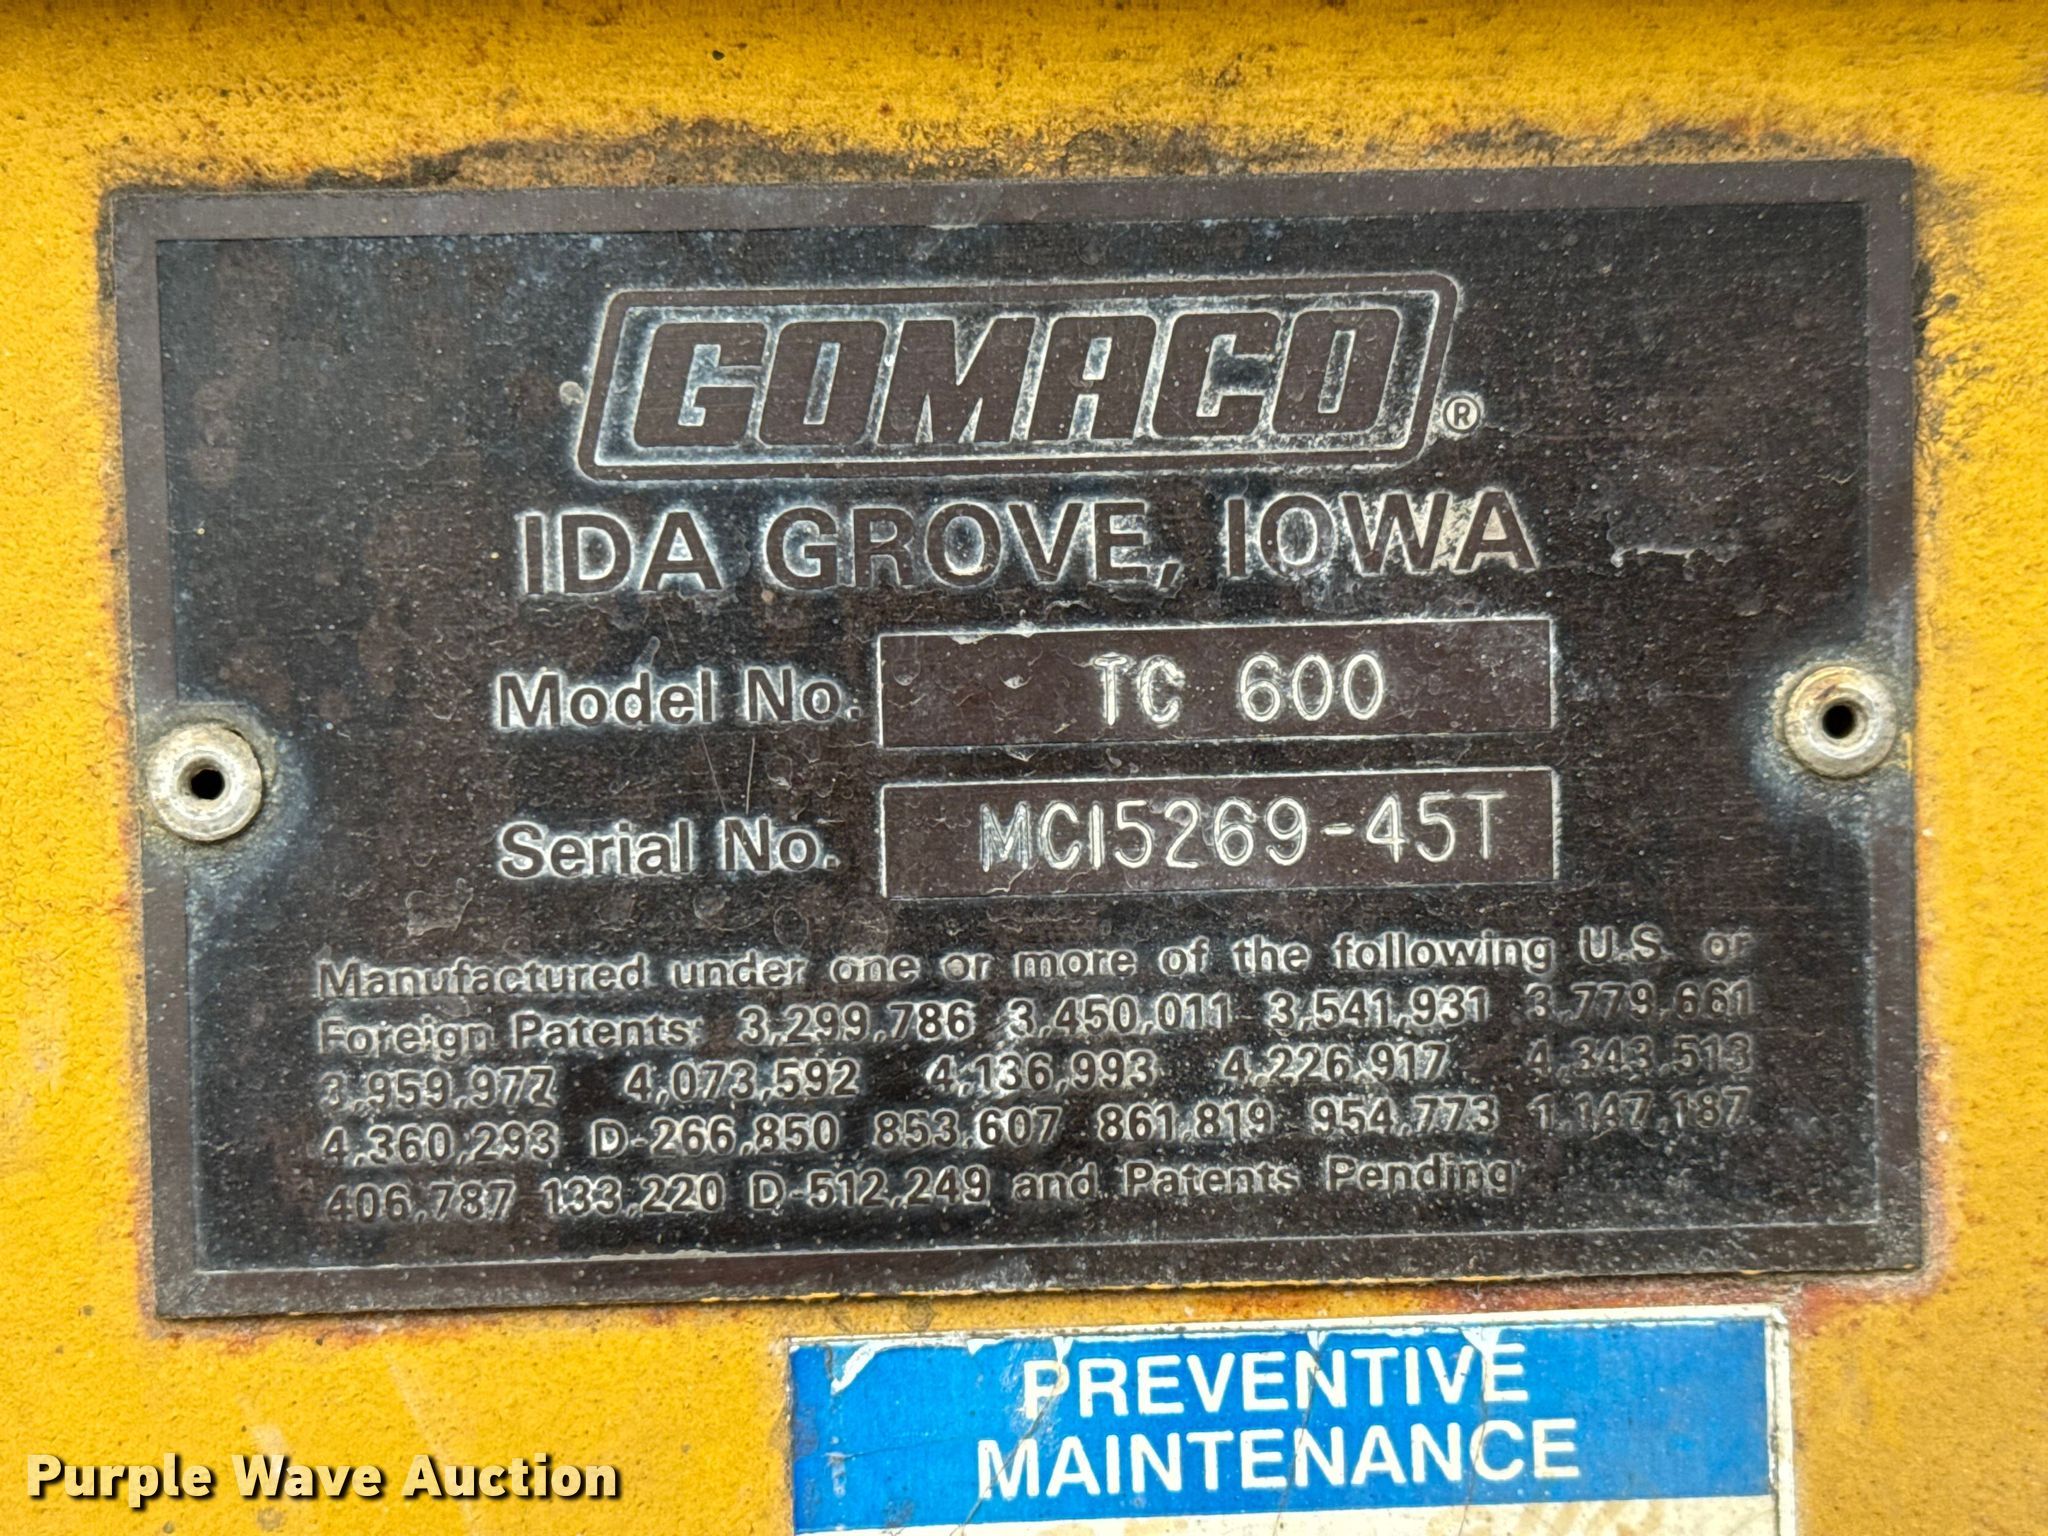 GOMACO ®
IDA GROVE, IOWA
Model No. TC 600
Serial No. MC15269-45T
Manufactured under one or more of the following U.S. or
Foreign Patents: 3,299,786 3,450,011 3,541,931 3,779,661
3,959,977 4,073,592 4,136,993 4,226,917 4,343,513
4,360,293 D-266,850 853,607 861,819 954,773 1,147,187
406,787 133,220 D-512,249 and Patents Pending
PREVENTIVE
MAINTENANCE
Purple Wave Auction